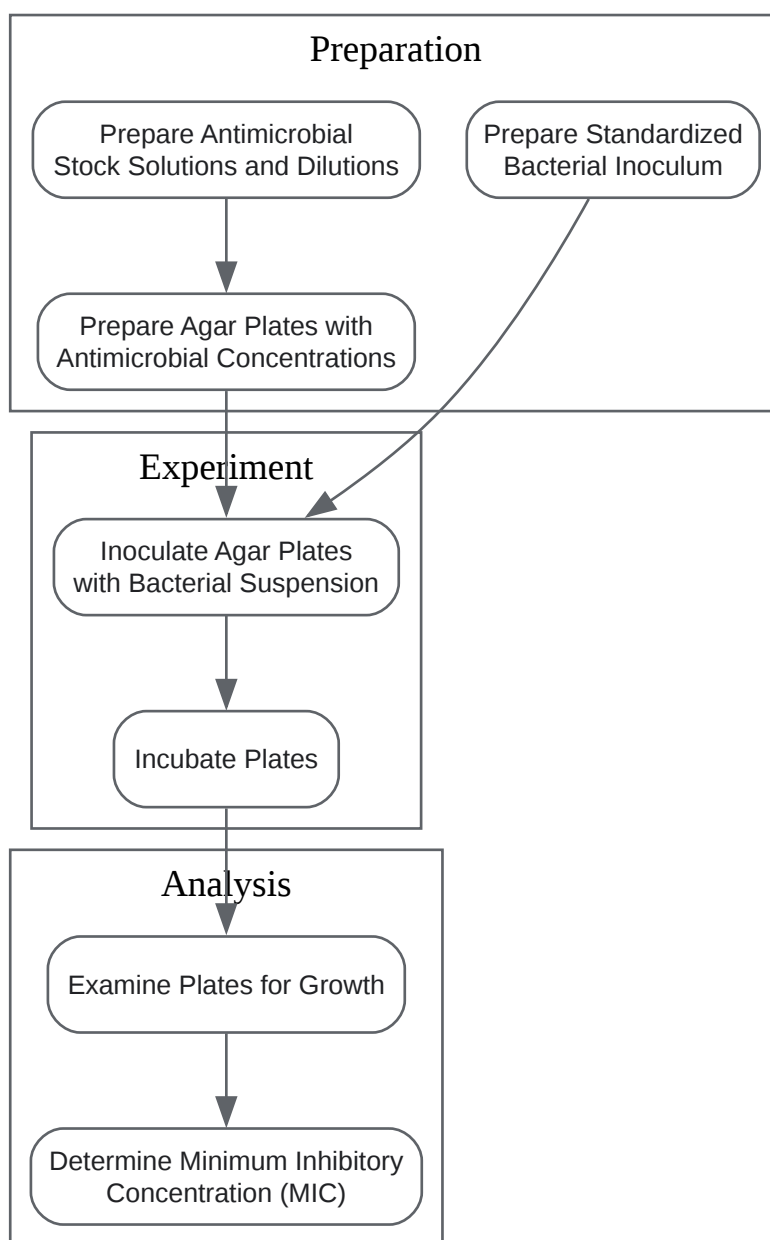 Preparation
Prepare Antimicrobial
Stock Solutions and Dilutions
Prepare Standardized
Bacterial Inoculum
Prepare Agar Plates with
Antimicrobial Concentrations
Experiment
Inoculate Agar Plates
with Bacterial Suspension
Incubate Plates
Analysis
Examine Plates for Growth
Determine Minimum Inhibitory
Concentration (MIC)